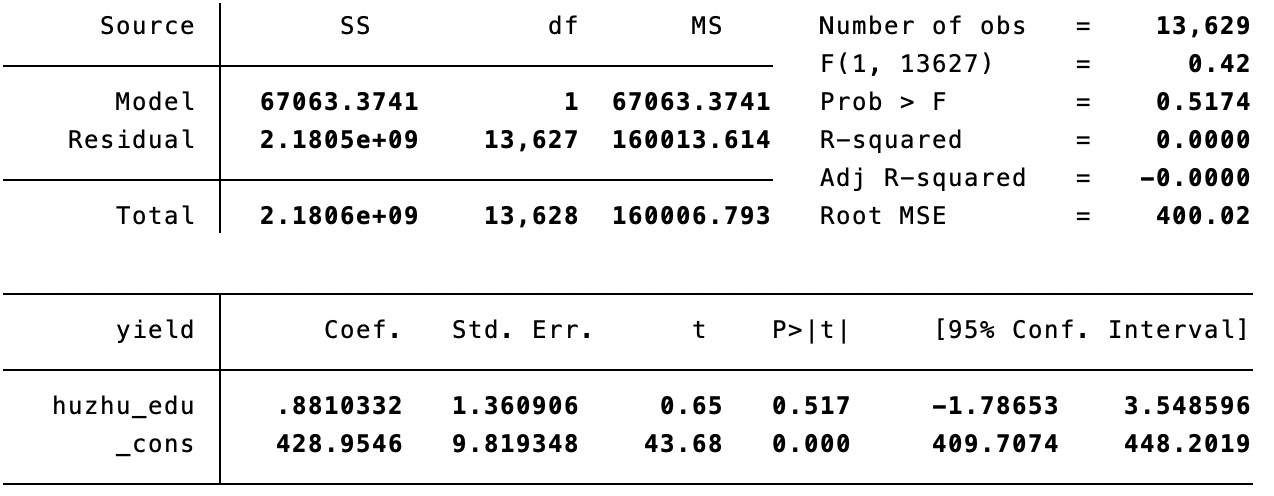 Source SS df MS Number of obs = 13,629
F(1, 13627) = 0.42
Model 67063.3741 1 67063.3741 Prob > F = 0.5174
Residual 2.1805e+09 13,627 160013.614 R-squared = 0.0000
Adj R-squared = -0.0000
Total 2.1806e+09 13,628 160006.793 Root MSE = 400.02
yield Coef. Std. Err. t P>|t| [95% Conf. Interval]
huzhu_edu .8810332 1.360906 0.65 0.517 -1.78653 3.548596
_cons 428.9546 9.819348 43.68 0.000 409.7074 448.2019